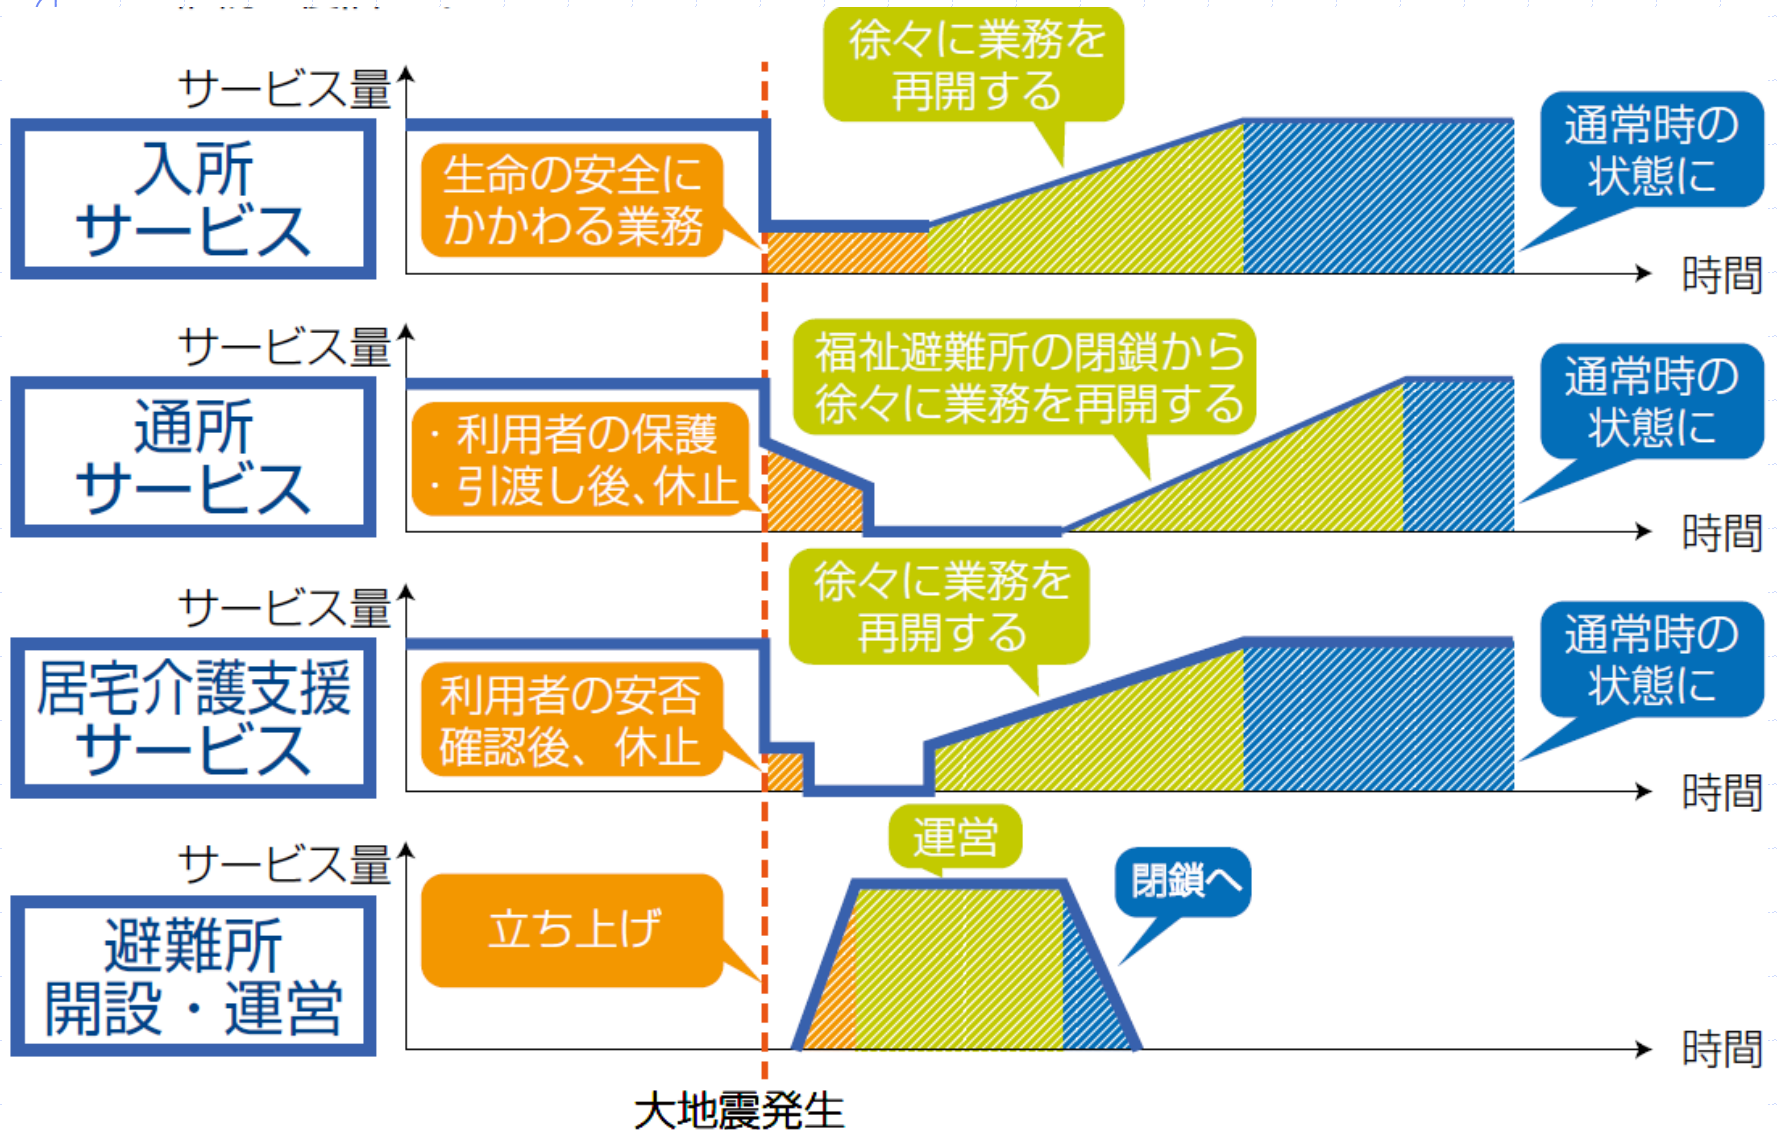 徐々に業務を
再開する
サービス量
入所
サービス
生命の安全に
かかわる業務
通常時の
状態に
時間
サービス量
通所
サービス
・利用者の保護
・引渡し後、休止
福祉避難所の閉鎖から
徐々に業務を再開する
通常時の
状態に
時間
サービス量
居宅介護支援
サービス
利用者の安否
確認後、休止
徐々に業務を
再開する
通常時の
状態に
時間
サービス量
避難所
開設・運営
立ち上げ
運営
閉鎖へ
時間
大地震発生